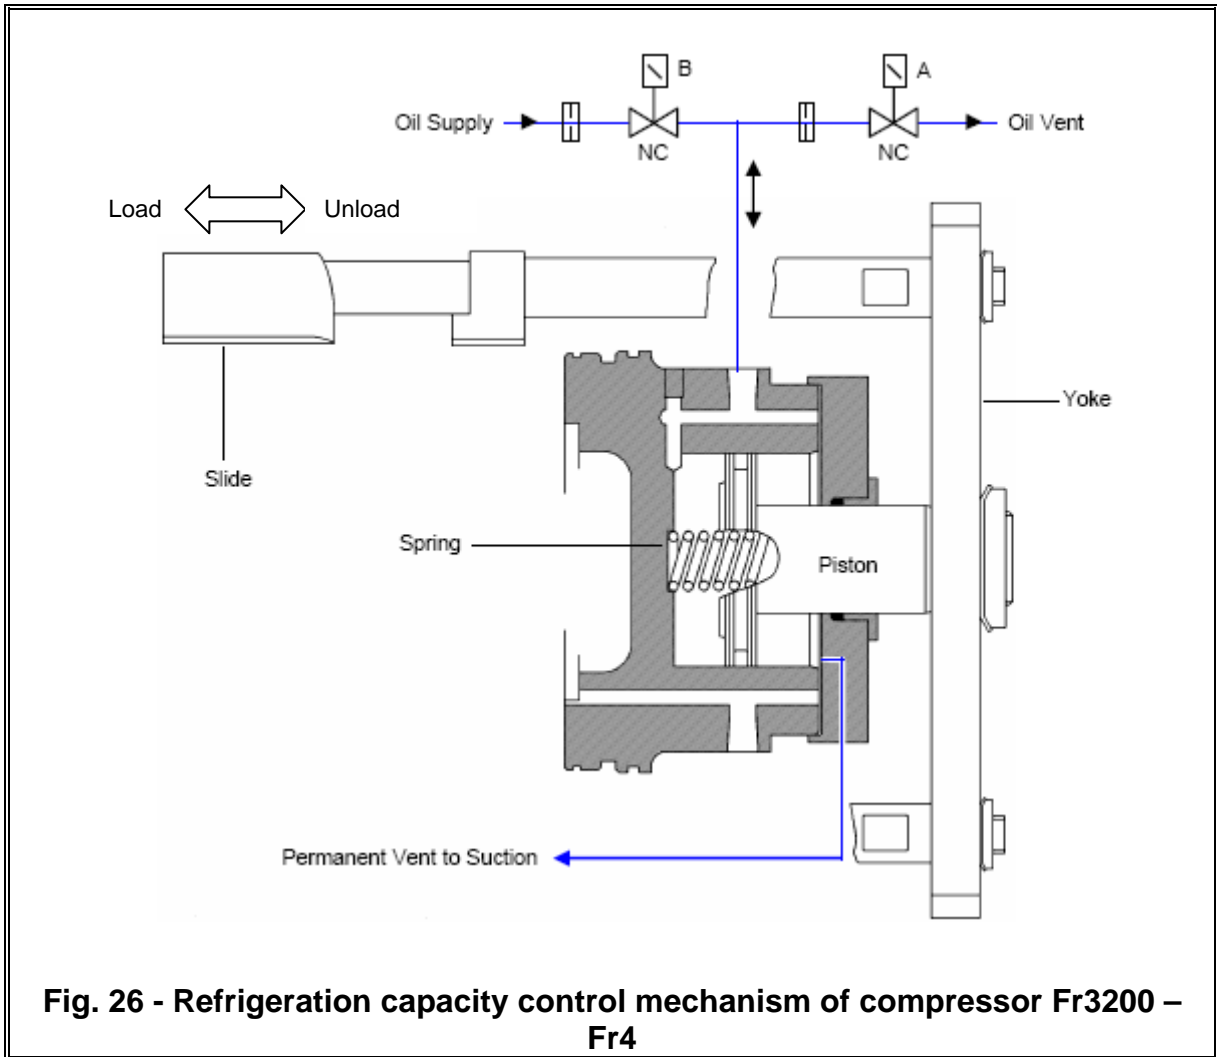 B
A
Oil Supply
Oil Vent
NC
NC
Load
Unload
Yoke
Slide
Spring
Piston
Permanent Vent to Suction
Fig. 26 - Refrigeration capacity control mechanism of compressor Fr3200 –
Fr4